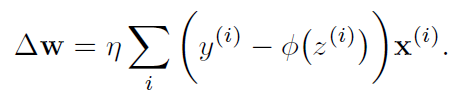 Δw = η ∑_i ( y^{(i)} − ϕ(z^{(i)}) ) x^{(i)}.